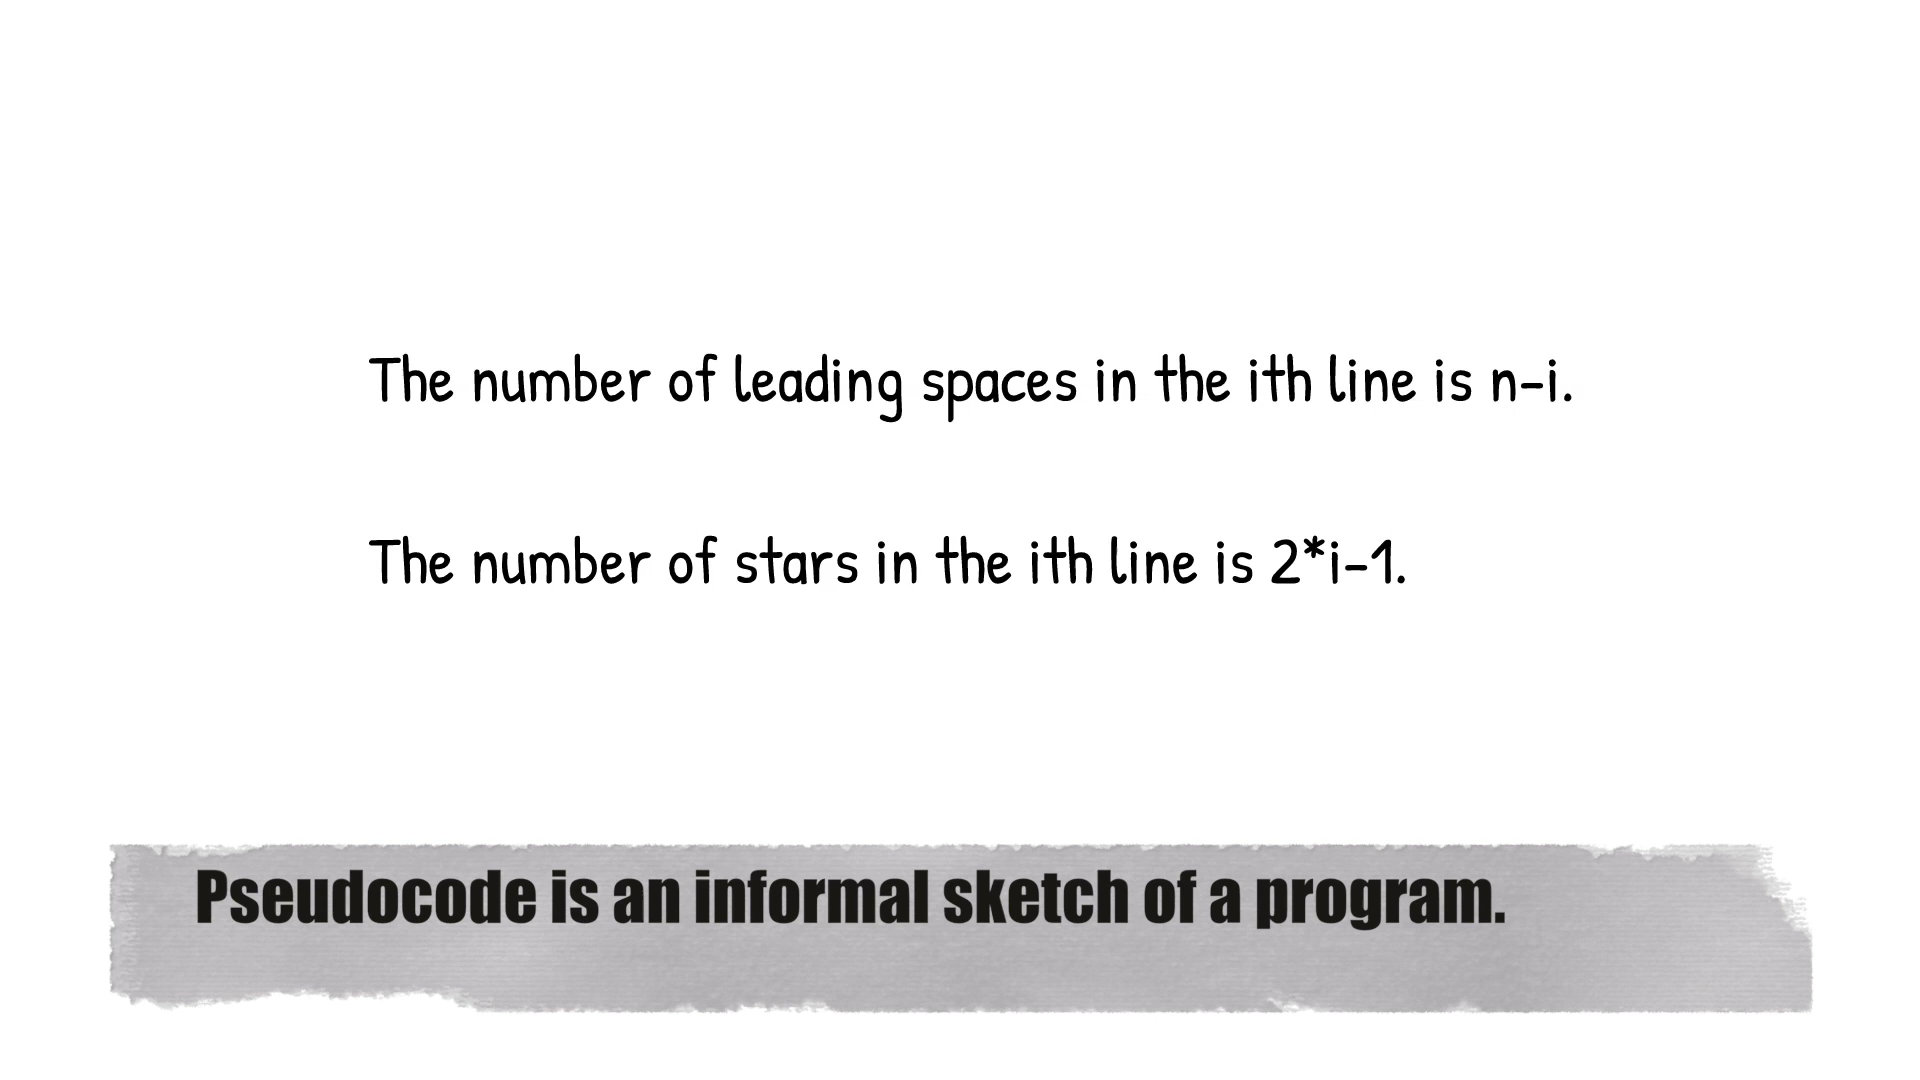 The number of leading spaces in the ith line is n-i.
The number of stars in the ith line is 2*i-1.
Pseudocode is an informal sketch of a program.